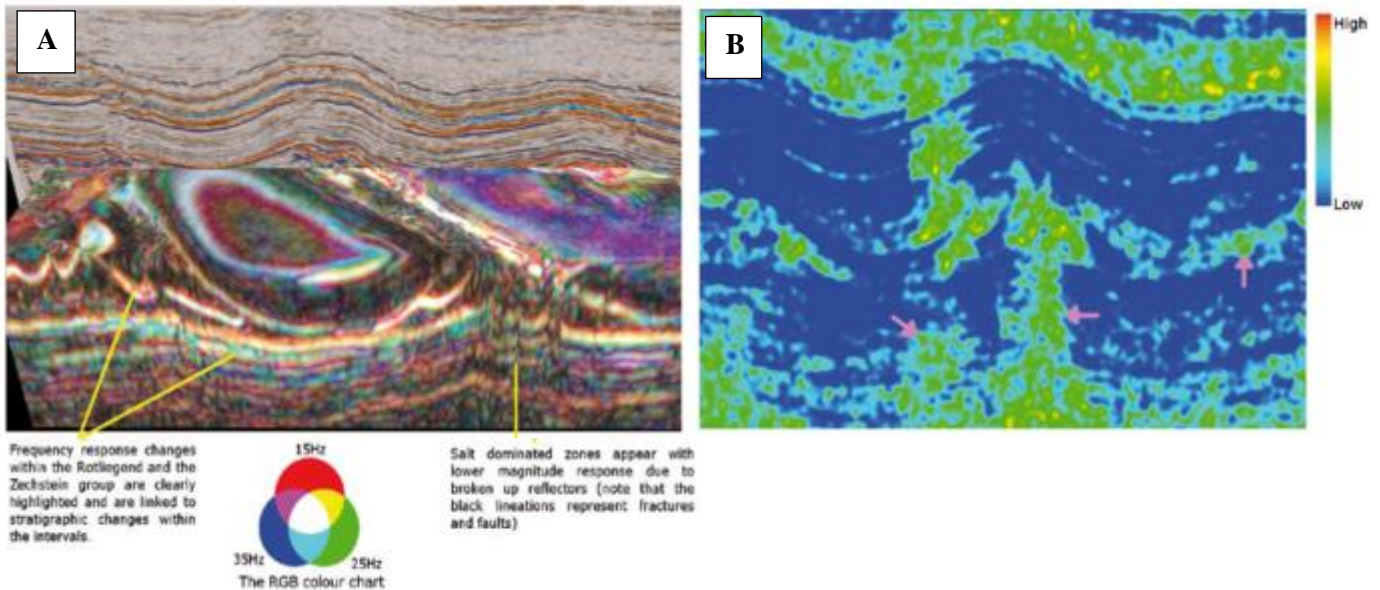 A
B
High
Low
Frequency response changes
within the Rotliegend and the
Zechstein group are clearly
highlighted and are linked to
stratigraphic changes within
the intervals.
15Hz
35Hz
25Hz
The RGB colour chart
Salt dominated zones appear with
lower magnitude response due to
broken up reflectors (note that the
black lineations represent fractures
and faults)